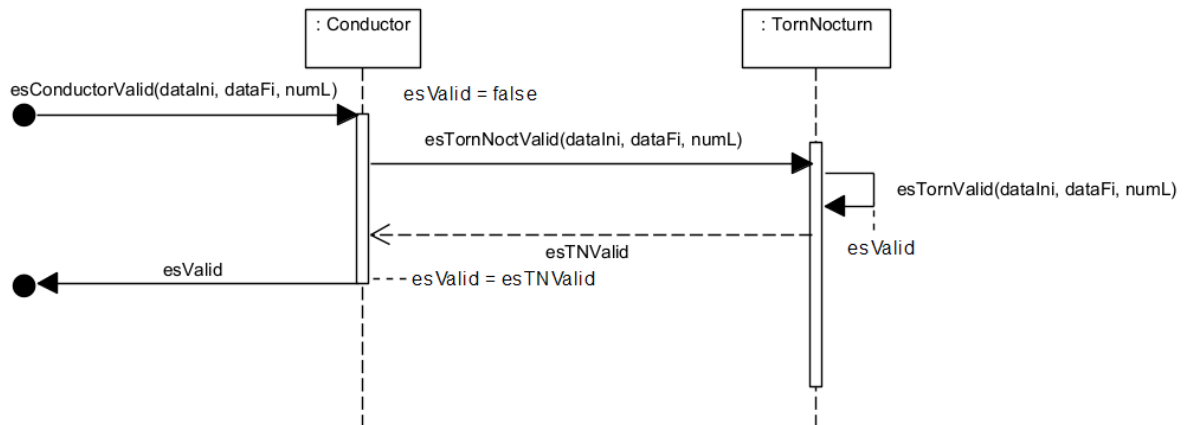 : Conductor
: TornNocturn
esConductorValid(dataIni, dataFi, numL)
esValid = false
esTornNoctValid(dataIni, dataFi, numL)
esTornValid(dataIni, dataFi, numL)
esValid
esTNValid
esValid
esValid = esTNValid